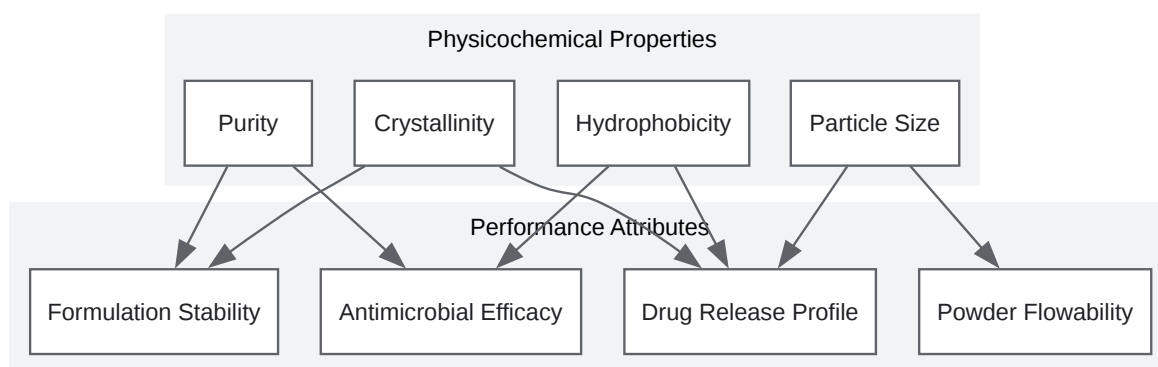 Physicochemical Properties
Purity
Crystallinity
Hydrophobicity
Particle Size
Performance Attributes
Formulation Stability
Antimicrobial Efficacy
Drug Release Profile
Powder Flowability